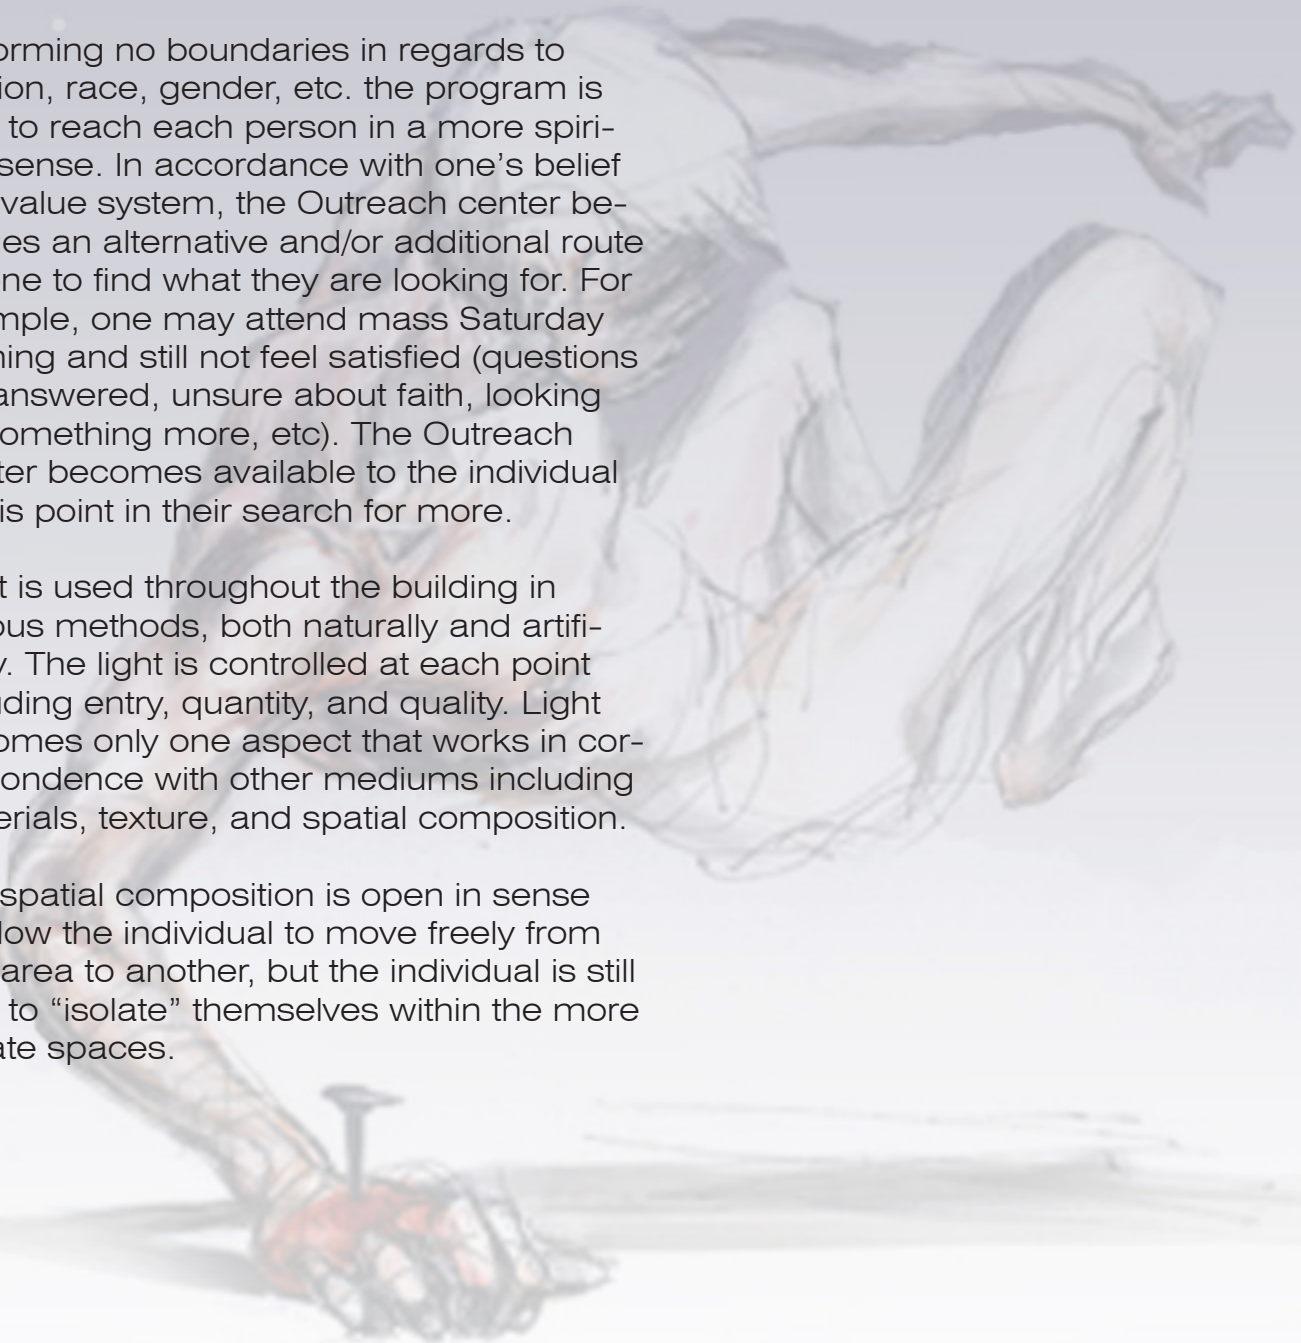 orming no boundaries in regards to
ion, race, gender, etc. the program is
to reach each person in a more spiri-
sense. In accordance with one's belief
value system, the Outreach center be-
es an alternative and/or additional route
ne to find what they are looking for. For
mple, one may attend mass Saturday
ning and still not feel satisfied (questions
answered, unsure about faith, looking
omething more, etc). The Outreach
ter becomes available to the individual
is point in their search for more.
t is used throughout the building in
ous methods, both naturally and artifi-
y. The light is controlled at each point
ding entry, quantity, and quality. Light
omes only one aspect that works in cor-
ondence with other mediums including
erials, texture, and spatial composition.
spatial composition is open in sense
low the individual to move freely from
area to another, but the individual is still
to “isolate” themselves within the more
ate spaces.